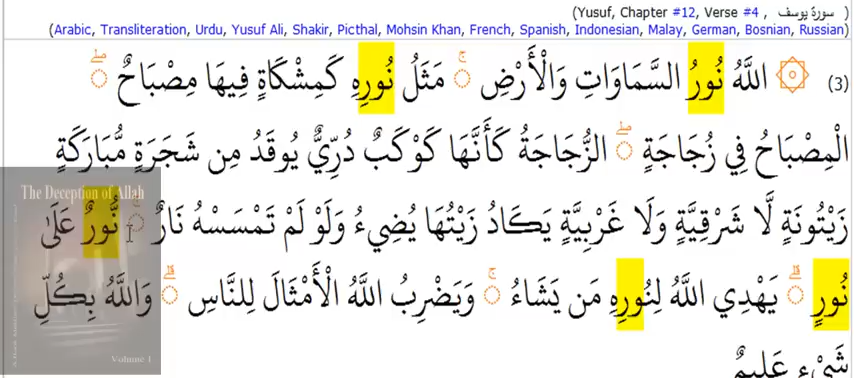 ( سورة يوسف , Yusuf, Chapter #12, Verse #4)
(Arabic, Transliteration, Urdu, Yusuf Ali, Shakir, Picthal, Mohsin Khan, French, Spanish, Indonesian, Malay, German, Bosnian, Russian)
(3) ۞ اللَّهُ نُورُ السَّمَاوَاتِ وَالْأَرْضِ ۚ مَثَلُ نُورِهِ كَمِشْكَاةٍ فِيهَا مِصْبَاحٌ ۖ
الْمِصْبَاحُ فِي زُجَاجَةٍ ۖ الزُّجَاجَةُ كَأَنَّهَا كَوْكَبٌ دُرِّيٌّ يُوقَدُ مِن شَجَرَةٍ مُّبَارَكَةٍ
زَيْتُونَةٍ لَّا شَرْقِيَّةٍ وَلَا غَرْبِيَّةٍ يَكَادُ زَيْتُهَا يُضِيءُ وَلَوْ لَمْ تَمْسَسْهُ نَارٌ ۚ نُّورٌ عَلَىٰ
نُورٍ ۗ يَهْدِي اللَّهُ لِنُورِهِ مَن يَشَاءُ ۚ وَيَضْرِبُ اللَّهُ الْأَمْثَالَ لِلنَّاسِ ۗ وَاللَّهُ بِكُلِّ
شَيْءٍ عَلِيمٌ
The Deception of Allah
Volume 1